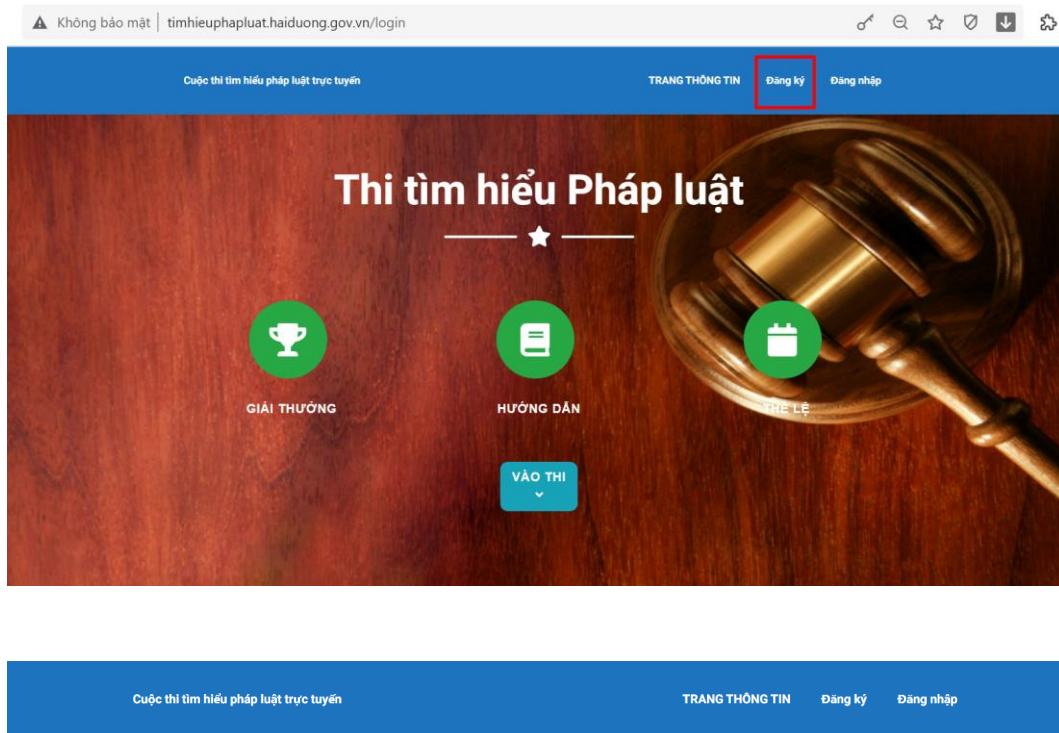 Không bảo mật | timhieuphapluat.haiduong.gov.vn/login
Cuộc thi tìm hiểu pháp luật trực tuyến TRANG THÔNG TIN Đăng ký Đăng nhập
Thi tìm hiểu Pháp luật
GIẢI THƯỞNG HƯỚNG DẪN THỂ LỆ
VÀO THI
Cuộc thi tìm hiểu pháp luật trực tuyến TRANG THÔNG TIN Đăng ký Đăng nhập